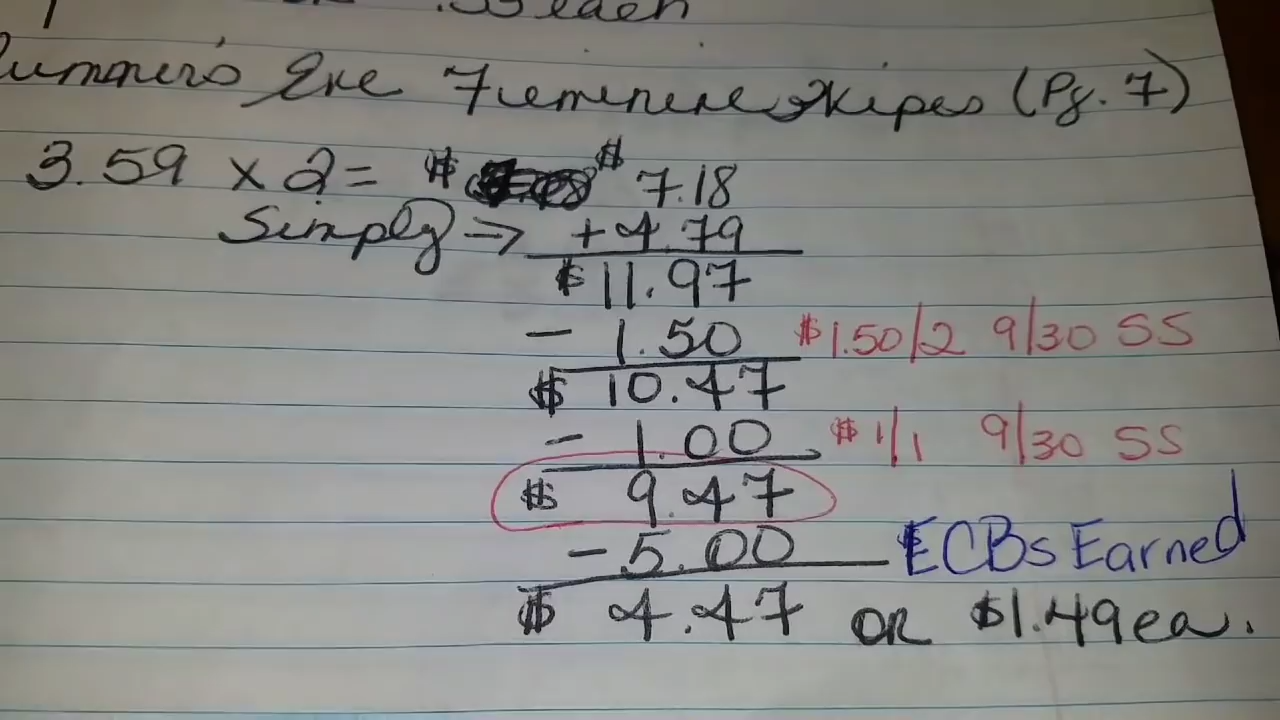 Summer's Eve Feminine Wipes (Pg. 7)
3.59 x 2 = $ $ 7.18
Simply → + 4.79
$ 11.97
- 1.50 $1.50/2 9/30 SS
$ 10.47
- 1.00 $1/1 9/30 SS
$ 9.47
- 5.00 ECBs Earned
$ 4.47 OR $1.49 ea.